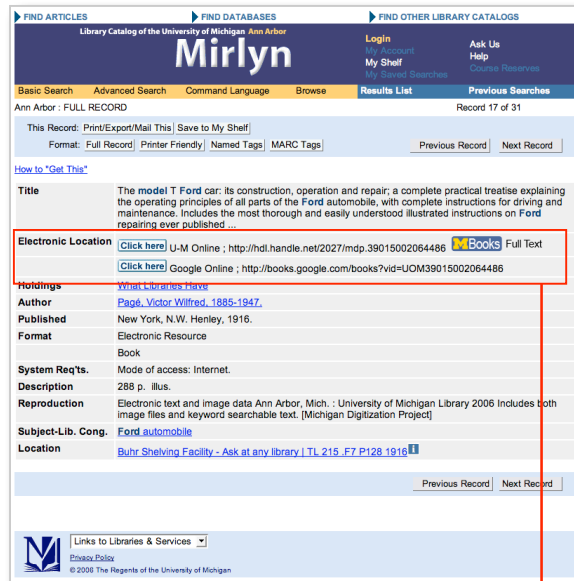 FIND ARTICLES FIND DATABASES FIND OTHER LIBRARY CATALOGS
Library Catalog of the University of Michigan Ann Arbor
Mirlyn
Login
My Account
My Shelf
My Saved Searches
Ask Us
Help
Course Reserves
Basic Search Advanced Search Command Language Browse Results List Previous Searches
Ann Arbor : FULL RECORD Record 17 of 31
This Record: Print/Export/Mail This Save to My Shelf
Format: Full Record Printer Friendly Named Tags MARC Tags Previous Record Next Record
How to "Get This"
Title The model T Ford car: its construction, operation and repair; a complete practical treatise explaining
the operating principles of all parts of the Ford automobile, with complete instructions for driving and
maintenance. Includes the most thorough and easily understood illustrated instructions on Ford
repairing ever published ...
Electronic Location Click here U-M Online ; http://hdl.handle.net/2027/mdp.39015002064486 MBooks Full Text
Click here Google Online ; http://books.google.com/books?vid=UOM39015002064486
Holdings What Libraries Have
Author Pagé, Victor Wilfred, 1885-1947.
Published New York, N.W. Henley, 1916.
Format Electronic Resource
Book
System Req'ts. Mode of access: Internet.
Description 288 p. illus.
Reproduction Electronic text and image data Ann Arbor, Mich. : University of Michigan Library 2006 Includes both
image files and keyword searchable text. [Michigan Digitization Project]
Subject-Lib. Cong. Ford automobile
Location Buhr Shelving Facility - Ask at any library | TL 215 .F7 P128 1916 i
Previous Record Next Record
Links to Libraries & Services
Privacy Policy
© 2006 The Regents of the University of Michigan